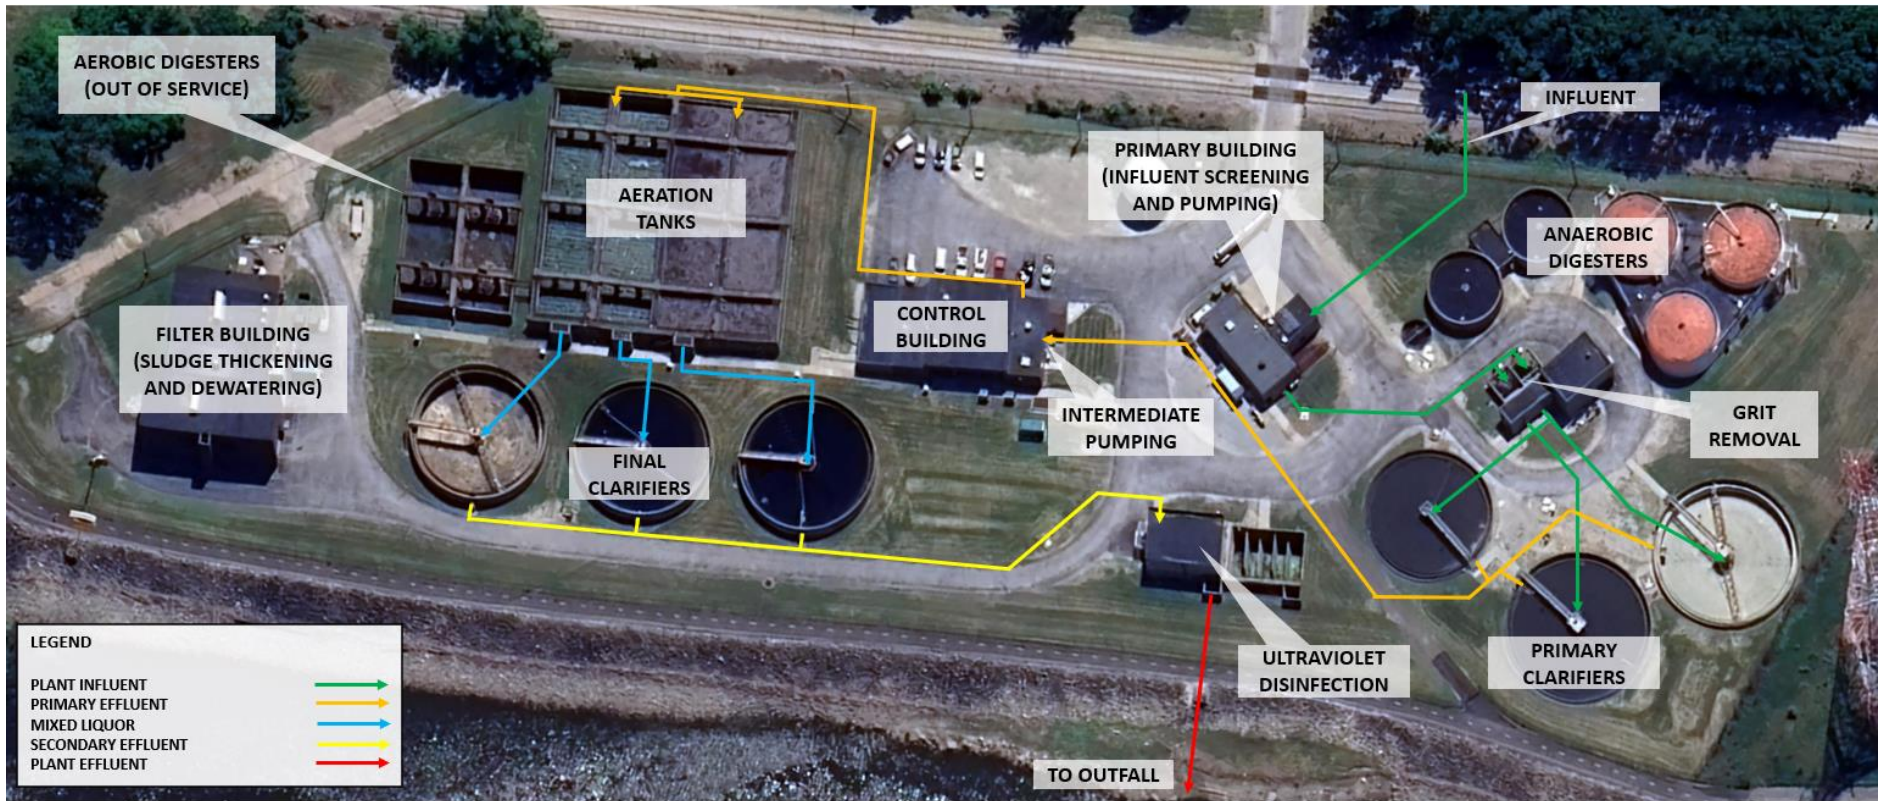 AEROBIC DIGESTERS
(OUT OF SERVICE)
INFLUENT
PRIMARY BUILDING
(INFLUENT SCREENING
AND PUMPING)
AERATION
TANKS
ANAEROBIC
DIGESTERS
FILTER BUILDING
(SLUDGE THICKENING
AND DEWATERING)
CONTROL
BUILDING
INTERMEDIATE
PUMPING
GRIT
REMOVAL
FINAL
CLARIFIERS
ULTRAVIOLET
DISINFECTION
PRIMARY
CLARIFIERS
LEGEND
PLANT INFLUENT
PRIMARY EFFLUENT
MIXED LIQUOR
SECONDARY EFFLUENT
PLANT EFFLUENT
TO OUTFALL